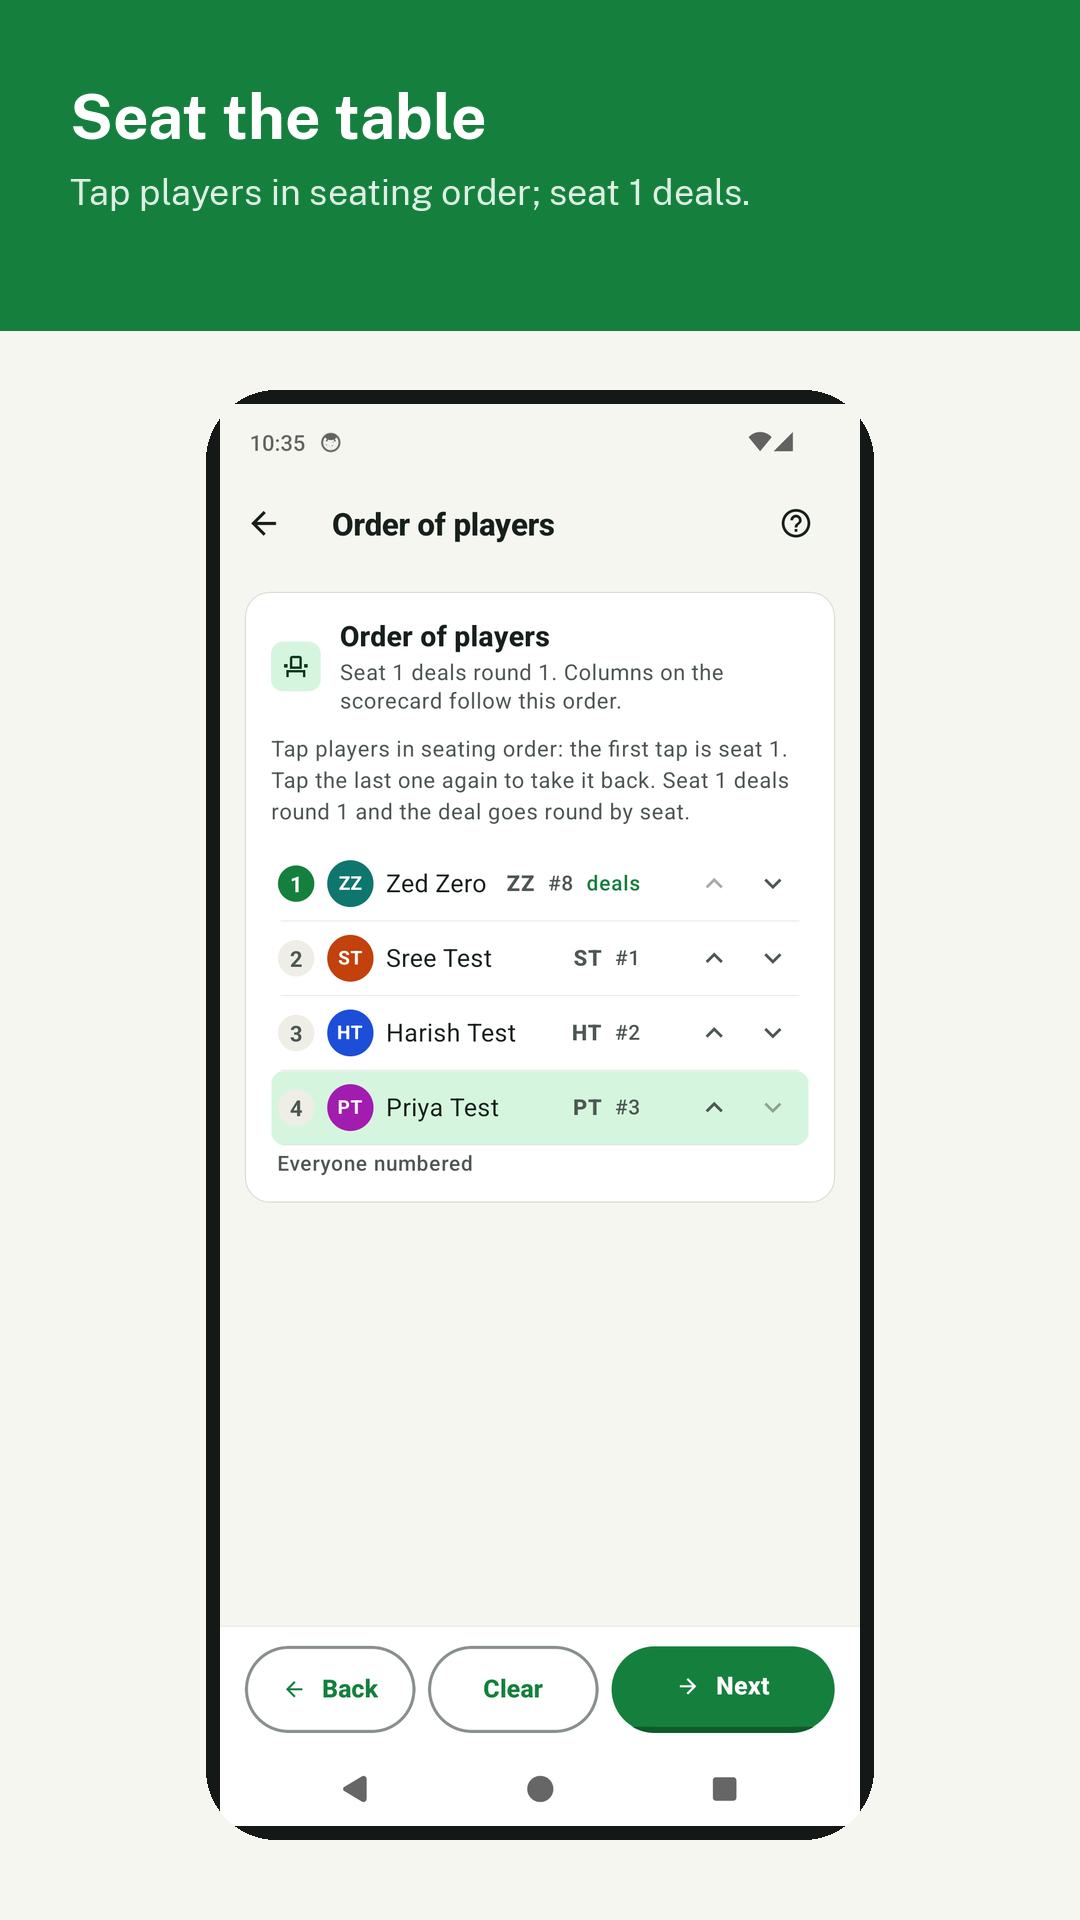 Seat the table
Tap players in seating order; seat 1 deals.
10:35
Order of players
Order of players
Seat 1 deals round 1. Columns on the
scorecard follow this order.
Tap players in seating order: the first tap is seat 1.
Tap the last one again to take it back. Seat 1 deals
round 1 and the deal goes round by seat.
1 ZZ Zed Zero ZZ #8 deals
2 ST Sree Test ST #1
3 HT Harish Test HT #2
4 PT Priya Test PT #3
Everyone numbered
Back Clear Next